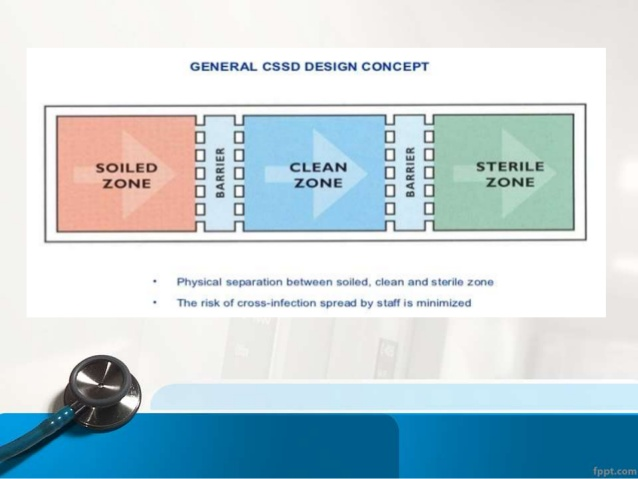 GENERAL CSSD DESIGN CONCEPT
SOILED
ZONE
BARRIER
CLEAN
ZONE
BARRIER
STERILE
ZONE
• Physical separation between soiled, clean and sterile zone
• The risk of cross-infection spread by staff is minimized
fppt.com